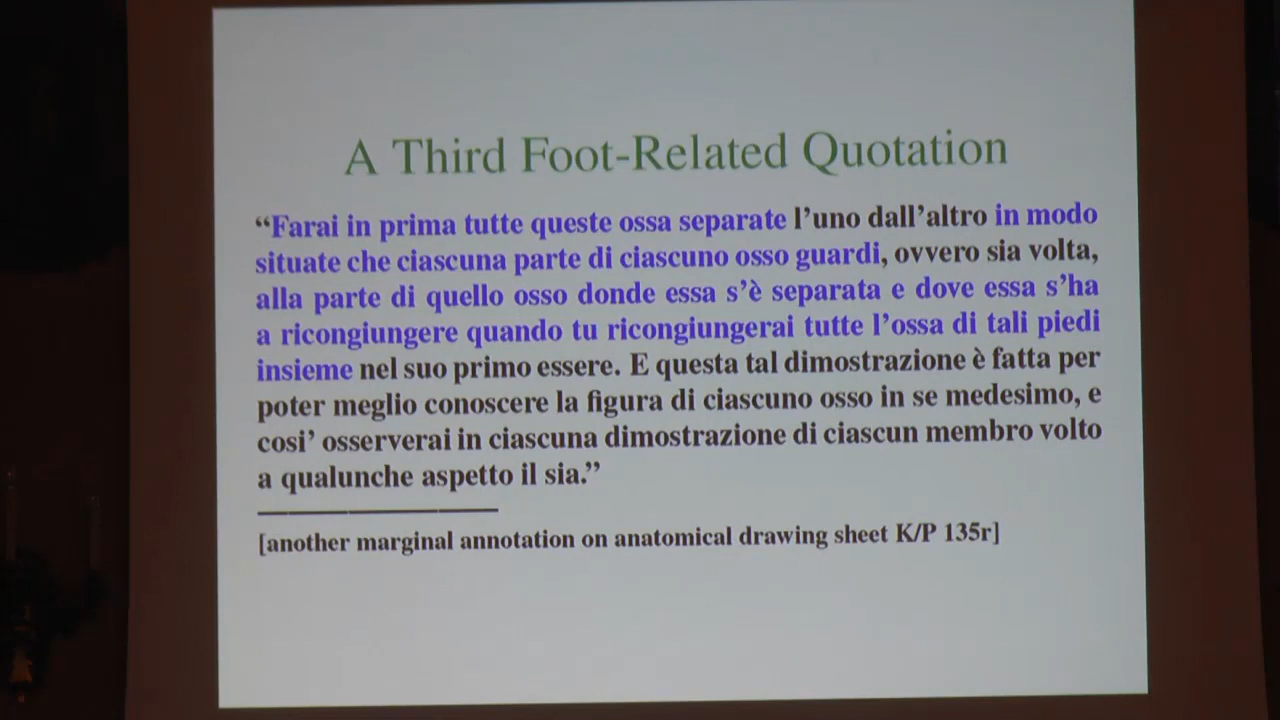 A Third Foot-Related Quotation
“Farai in prima tutte queste ossa separate l’uno dall’altro in modo
situate che ciascuna parte di ciascuno osso guardi, ovvero sia volta,
alla parte di quello osso donde essa s’è separata e dove essa s’ha
a ricongiungere quando tu ricongiungerai tutte l’ossa di tali piedi
insieme nel suo primo essere. E questa tal dimostrazione è fatta per
poter meglio conoscere la figura di ciascuno osso in se medesimo, e
cosi’ osserverai in ciascuna dimostrazione di ciascun membro volto
a qualunche aspetto il sia.”
[another marginal annotation on anatomical drawing sheet K/P 135r]